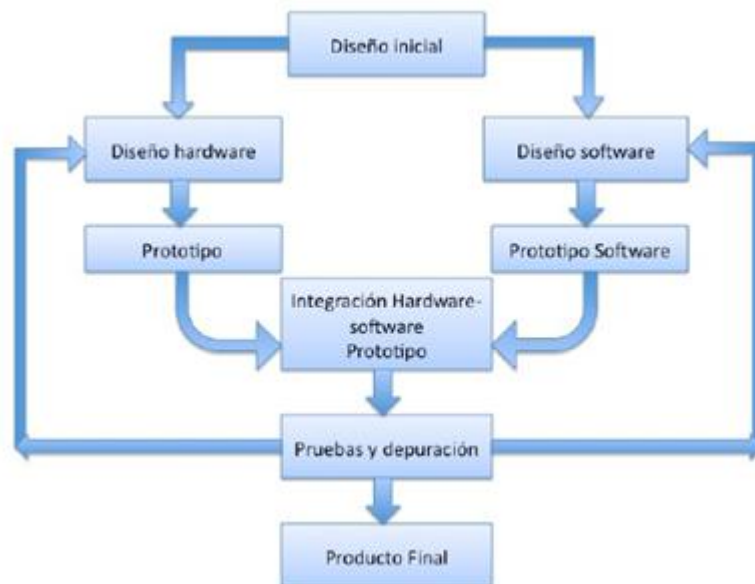 Diseño inicial
Diseño hardware
Diseño software
Prototipo
Prototipo Software
Integración Hardware-
software
Prototipo
Pruebas y depuración
Producto Final